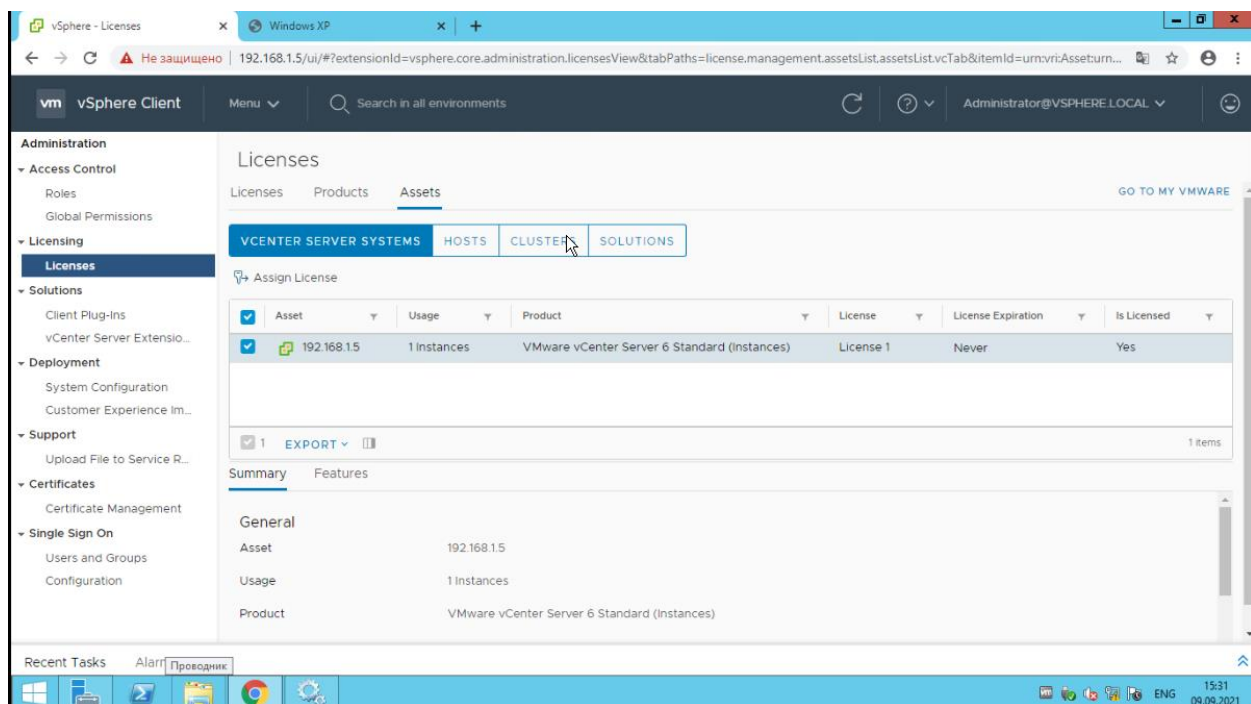 vSphere - Licenses
Windows XP
Не защищено 192.168.1.5/ui/#?extensionId=vsphere.core.administration.licensesView&tabPaths=license.management.assetsList.assetsList.vcTab&itemId=urn:vri:Asset:urn...
vm vSphere Client Menu Search in all environments Administrator@VSPHERE.LOCAL
Administration
Access Control
Roles
Global Permissions
Licensing
Licenses
Solutions
Client Plug-Ins
vCenter Server Extensio...
Deployment
System Configuration
Customer Experience Im...
Support
Upload File to Service R...
Certificates
Certificate Management
Single Sign On
Users and Groups
Configuration
Licenses
Licenses Products Assets GO TO MY VMWARE
VCENTER SERVER SYSTEMS HOSTS CLUSTERS SOLUTIONS
Assign License
Asset Usage Product License License Expiration Is Licensed
192.168.1.5 1 Instances VMware vCenter Server 6 Standard (Instances) License 1 Never Yes
1 EXPORT 1 items
Summary Features
General
Asset 192.168.1.5
Usage 1 Instances
Product VMware vCenter Server 6 Standard (Instances)
Recent Tasks Alarr
Проводник
ENG 15:31
09.09.2021